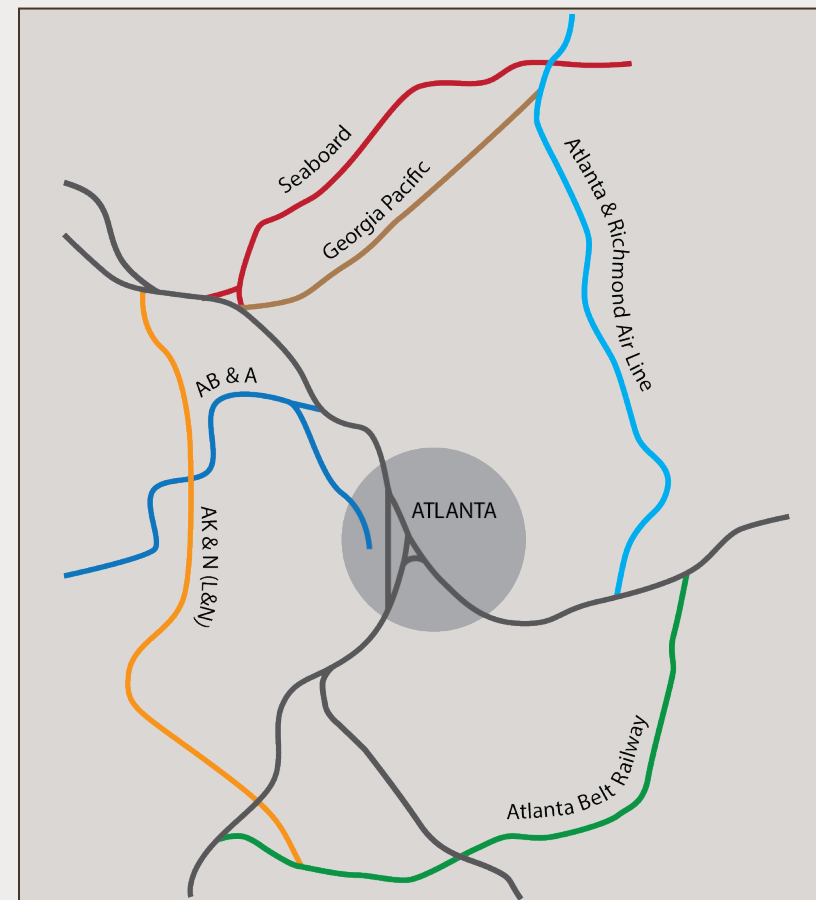 Seaboard
Georgia Pacific
Atlanta & Richmond Air Line
AB & A
AK & N (L&N)
ATLANTA
Atlanta Belt Railway